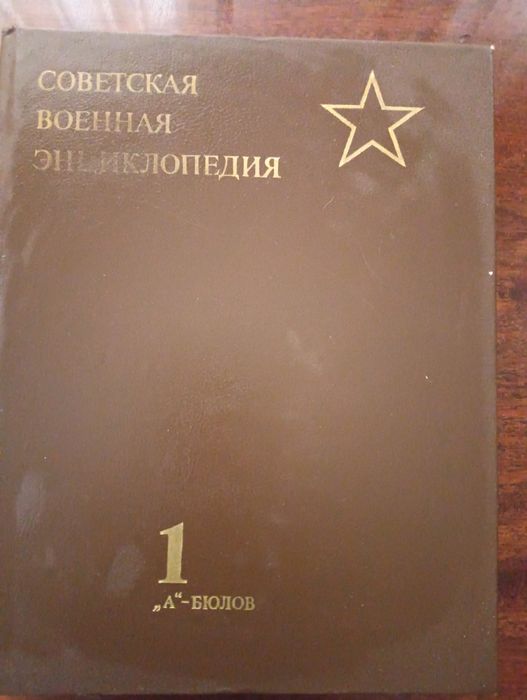 СОВЕТСКАЯ
ВОЕННАЯ
ЭНЦИКЛОПЕДИЯ
1
„А“-БЮЛОВ